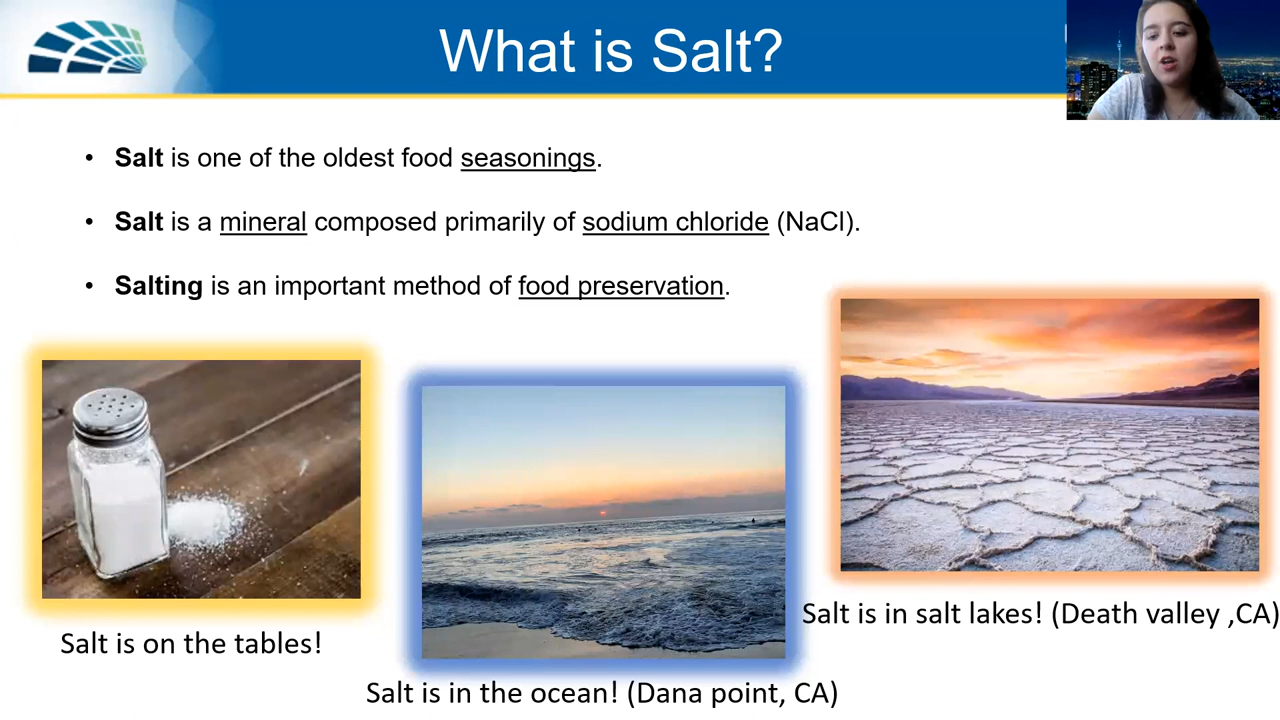 What is Salt?
• Salt is one of the oldest food seasonings.
• Salt is a mineral composed primarily of sodium chloride (NaCl).
• Salting is an important method of food preservation.
Salt is on the tables!
Salt is in the ocean! (Dana point, CA)
Salt is in salt lakes! (Death valley ,CA)